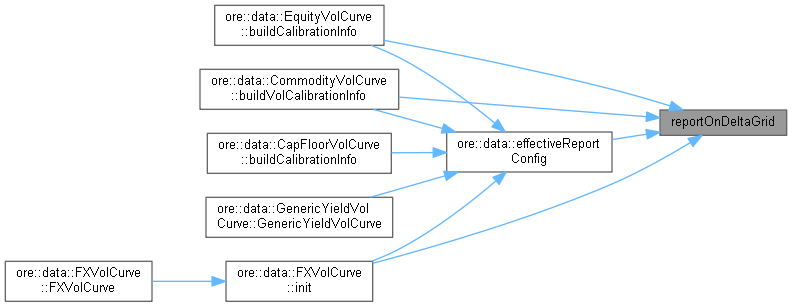 ore::data::EquityVolCurve
::buildCalibrationInfo
ore::data::CommodityVolCurve
::buildVolCalibrationInfo
reportOnDeltaGrid
ore::data::CapFloorVolCurve
::buildCalibrationInfo
ore::data::effectiveReport
Config
ore::data::GenericYieldVol
Curve::GenericYieldVolCurve
ore::data::FXVolCurve
::FXVolCurve
ore::data::FXVolCurve
::init